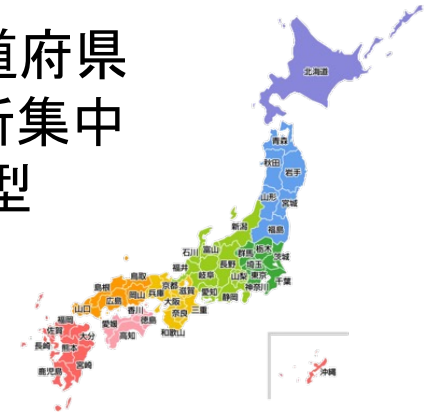 道府県
所集中
型
北海道
青森
秋田
岩手
山形
宮城
新潟
福島
石川
富山
群馬
栃木
茨城
福井
長野
埼玉
岐阜
山梨
東京
千葉
愛知
静岡
神奈川
鳥取
島根
岡山
兵庫
京都
滋賀
広島
大阪
山口
香川
奈良
三重
福岡
愛媛
徳島
佐賀
大分
高知
和歌山
長崎
熊本
宮崎
鹿児島
沖縄